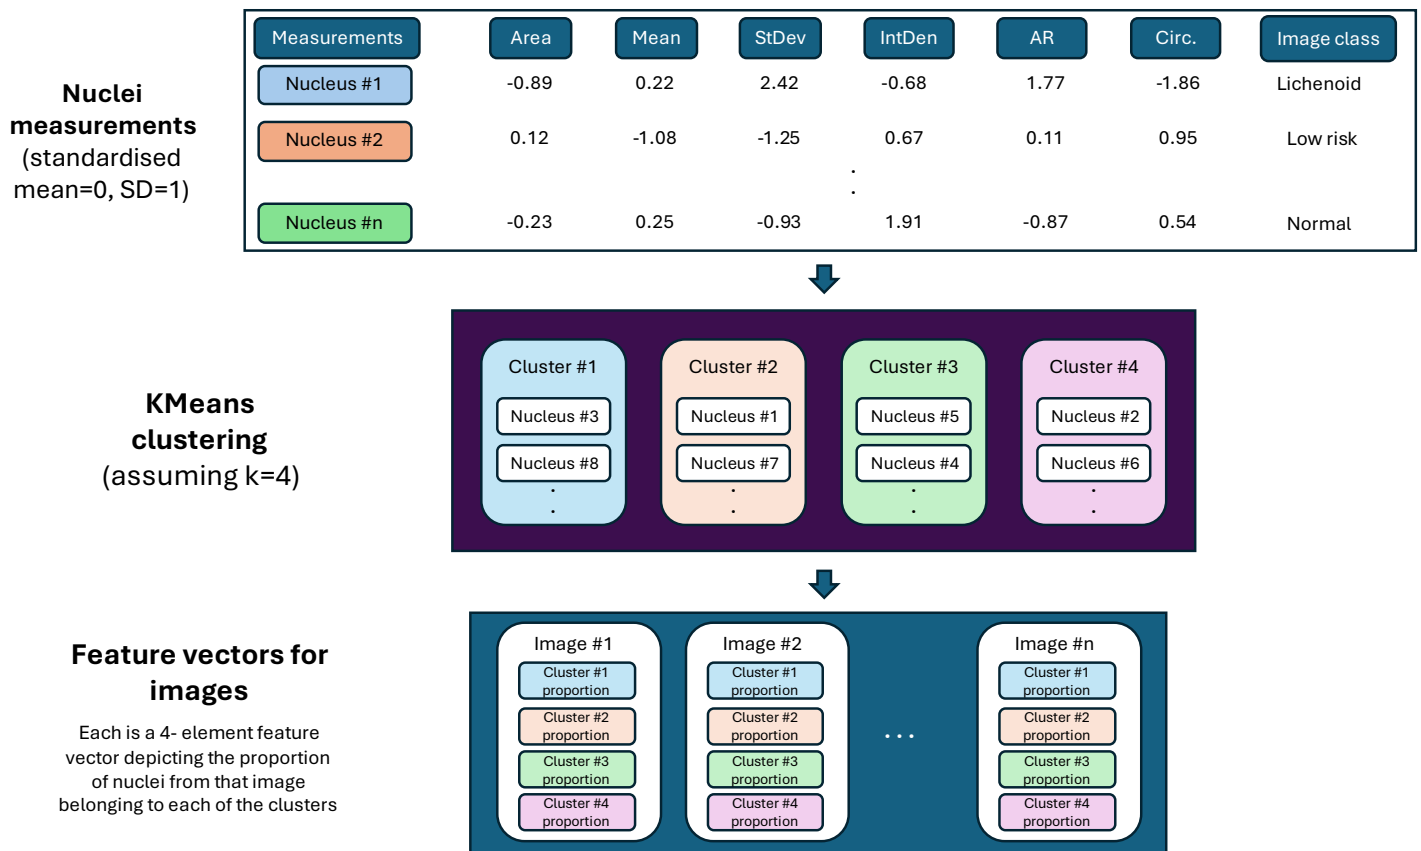 Measurements Area Mean StDev IntDen AR Circ. Image class
Nucleus #1 -0.89 0.22 2.42 -0.68 1.77 -1.86 Lichenoid
Nucleus #2 0.12 -1.08 -1.25 0.67 0.11 0.95 Low risk
.
.
Nucleus #n -0.23 0.25 -0.93 1.91 -0.87 0.54 Normal
Nuclei
measurements
(standardised
mean=0, SD=1)
KMeans
clustering
(assuming k=4)
Cluster #1 Cluster #2 Cluster #3 Cluster #4
Nucleus #3 Nucleus #1 Nucleus #5 Nucleus #2
Nucleus #8 Nucleus #7 Nucleus #4 Nucleus #6
. . . .
. . . .
Feature vectors for
images
Each is a 4- element feature
vector depicting the proportion
of nuclei from that image
belonging to each of the clusters
Image #1
Cluster #1
proportion
Cluster #2
proportion
Cluster #3
proportion
Cluster #4
proportion
Image #2
Cluster #1
proportion
Cluster #2
proportion
Cluster #3
proportion
Cluster #4
proportion
...
Image #n
Cluster #1
proportion
Cluster #2
proportion
Cluster #3
proportion
Cluster #4
proportion